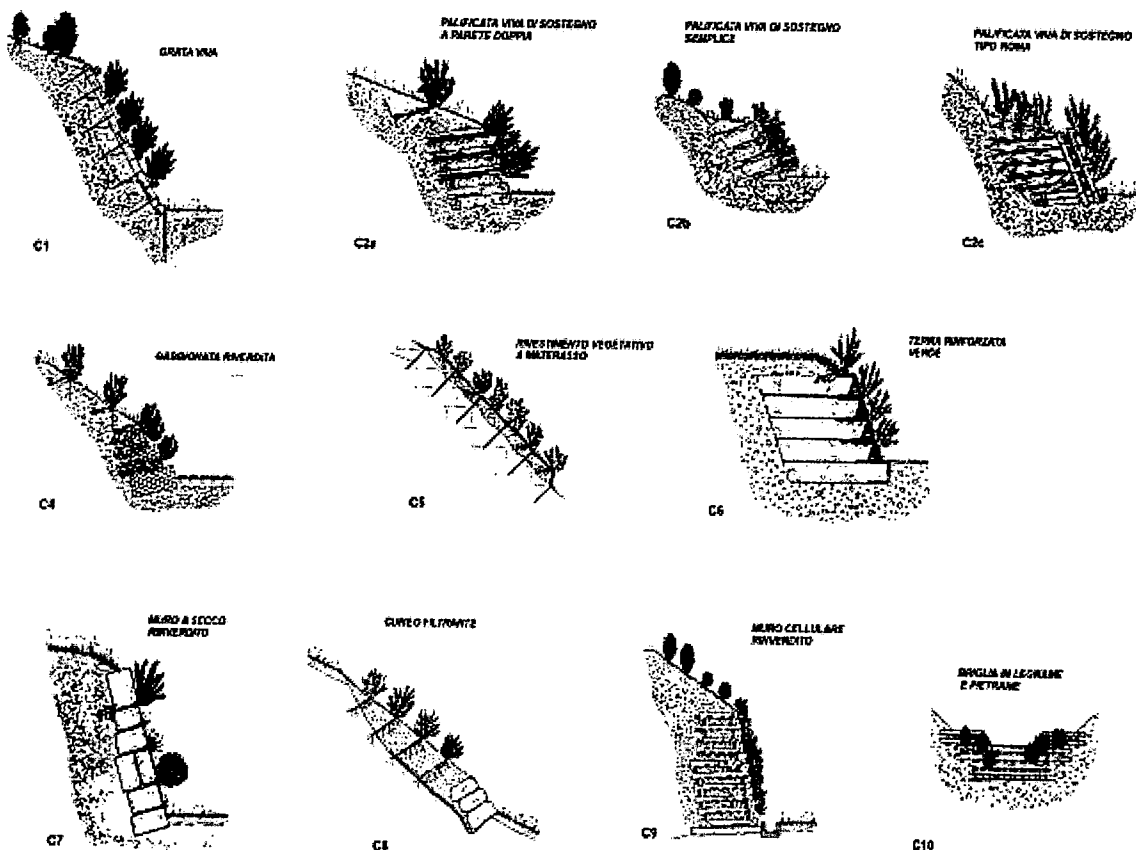 GRATA VIVA
PALIFICATA VIVA DI SOSTEGNO
A PARETE DOPPIA
PALIFICATA VIVA DI SOSTEGNO
SEMPLICE
PALIFICATA VIVA DI SOSTEGNO
TIPO ROMA
C1
C2a
C2b
C2c
GABBIONATA RINVERDITA
RIVESTIMENTO VEGETATIVO
A MATERASSO
TERRA RINFORZATA
VERDE
C4
C5
C6
MURO A SECCO
RINVERDITO
CUNEO FILTRANTE
MURO CELLULARE
RINVERDITO
BRIGLIA IN LEGNAME
E PIETRAME
C7
C8
C9
C10